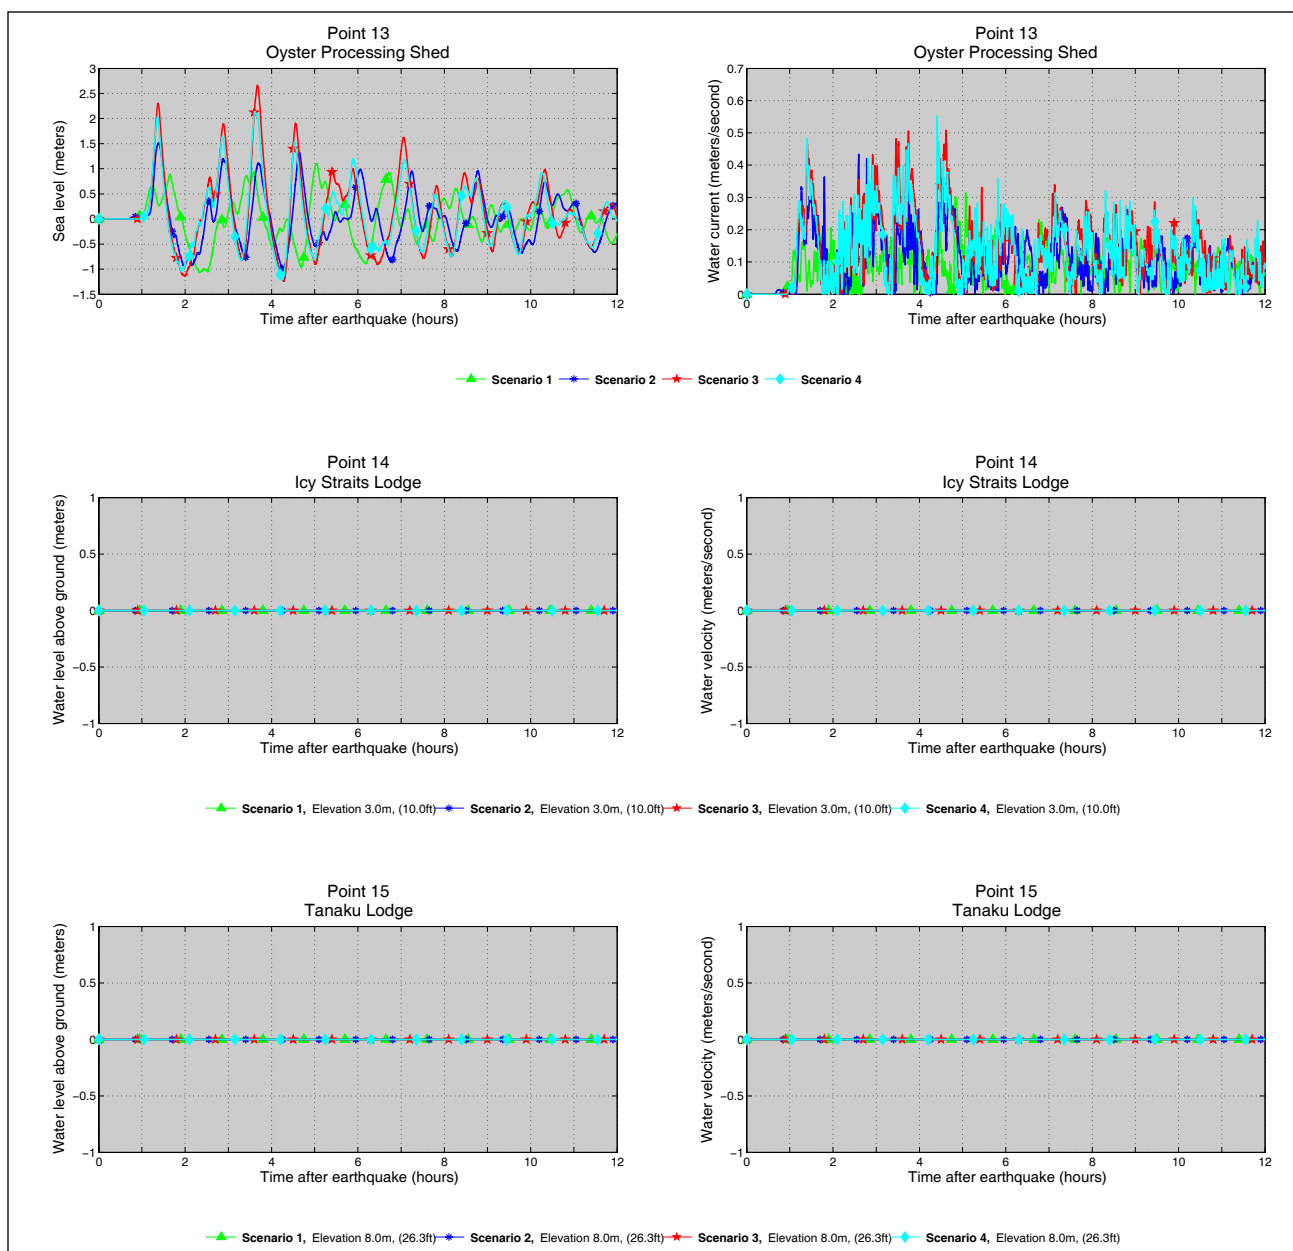 Point 13
Oyster Processing Shed
3
2.5
2
1.5
1
0.5
0
−0.5
−1
−1.5
Sea level (meters)
0 2 4 6 8 10 12
Time after earthquake (hours)
Point 13
Oyster Processing Shed
0.7
0.6
0.5
0.4
0.3
0.2
0.1
0
Water current (meters/second)
0 2 4 6 8 10 12
Time after earthquake (hours)
Scenario 1 Scenario 2 Scenario 3 Scenario 4
Point 14
Icy Straits Lodge
1
0.5
0
−0.5
−1
Water level above ground (meters)
0 2 4 6 8 10 12
Time after earthquake (hours)
Point 14
Icy Straits Lodge
1
0.5
0
−0.5
−1
Water velocity (meters/second)
0 2 4 6 8 10 12
Time after earthquake (hours)
Scenario 1, Elevation 3.0m, (10.0ft) Scenario 2, Elevation 3.0m, (10.0ft) Scenario 3, Elevation 3.0m, (10.0ft) Scenario 4, Elevation 3.0m, (10.0ft)
Point 15
Tanaku Lodge
1
0.5
0
−0.5
−1
Water level above ground (meters)
0 2 4 6 8 10 12
Time after earthquake (hours)
Point 15
Tanaku Lodge
1
0.5
0
−0.5
−1
Water velocity (meters/second)
0 2 4 6 8 10 12
Time after earthquake (hours)
Scenario 1, Elevation 8.0m, (26.3ft) Scenario 2, Elevation 8.0m, (26.3ft) Scenario 3, Elevation 8.0m, (26.3ft) Scenario 4, Elevation 8.0m, (26.3ft)